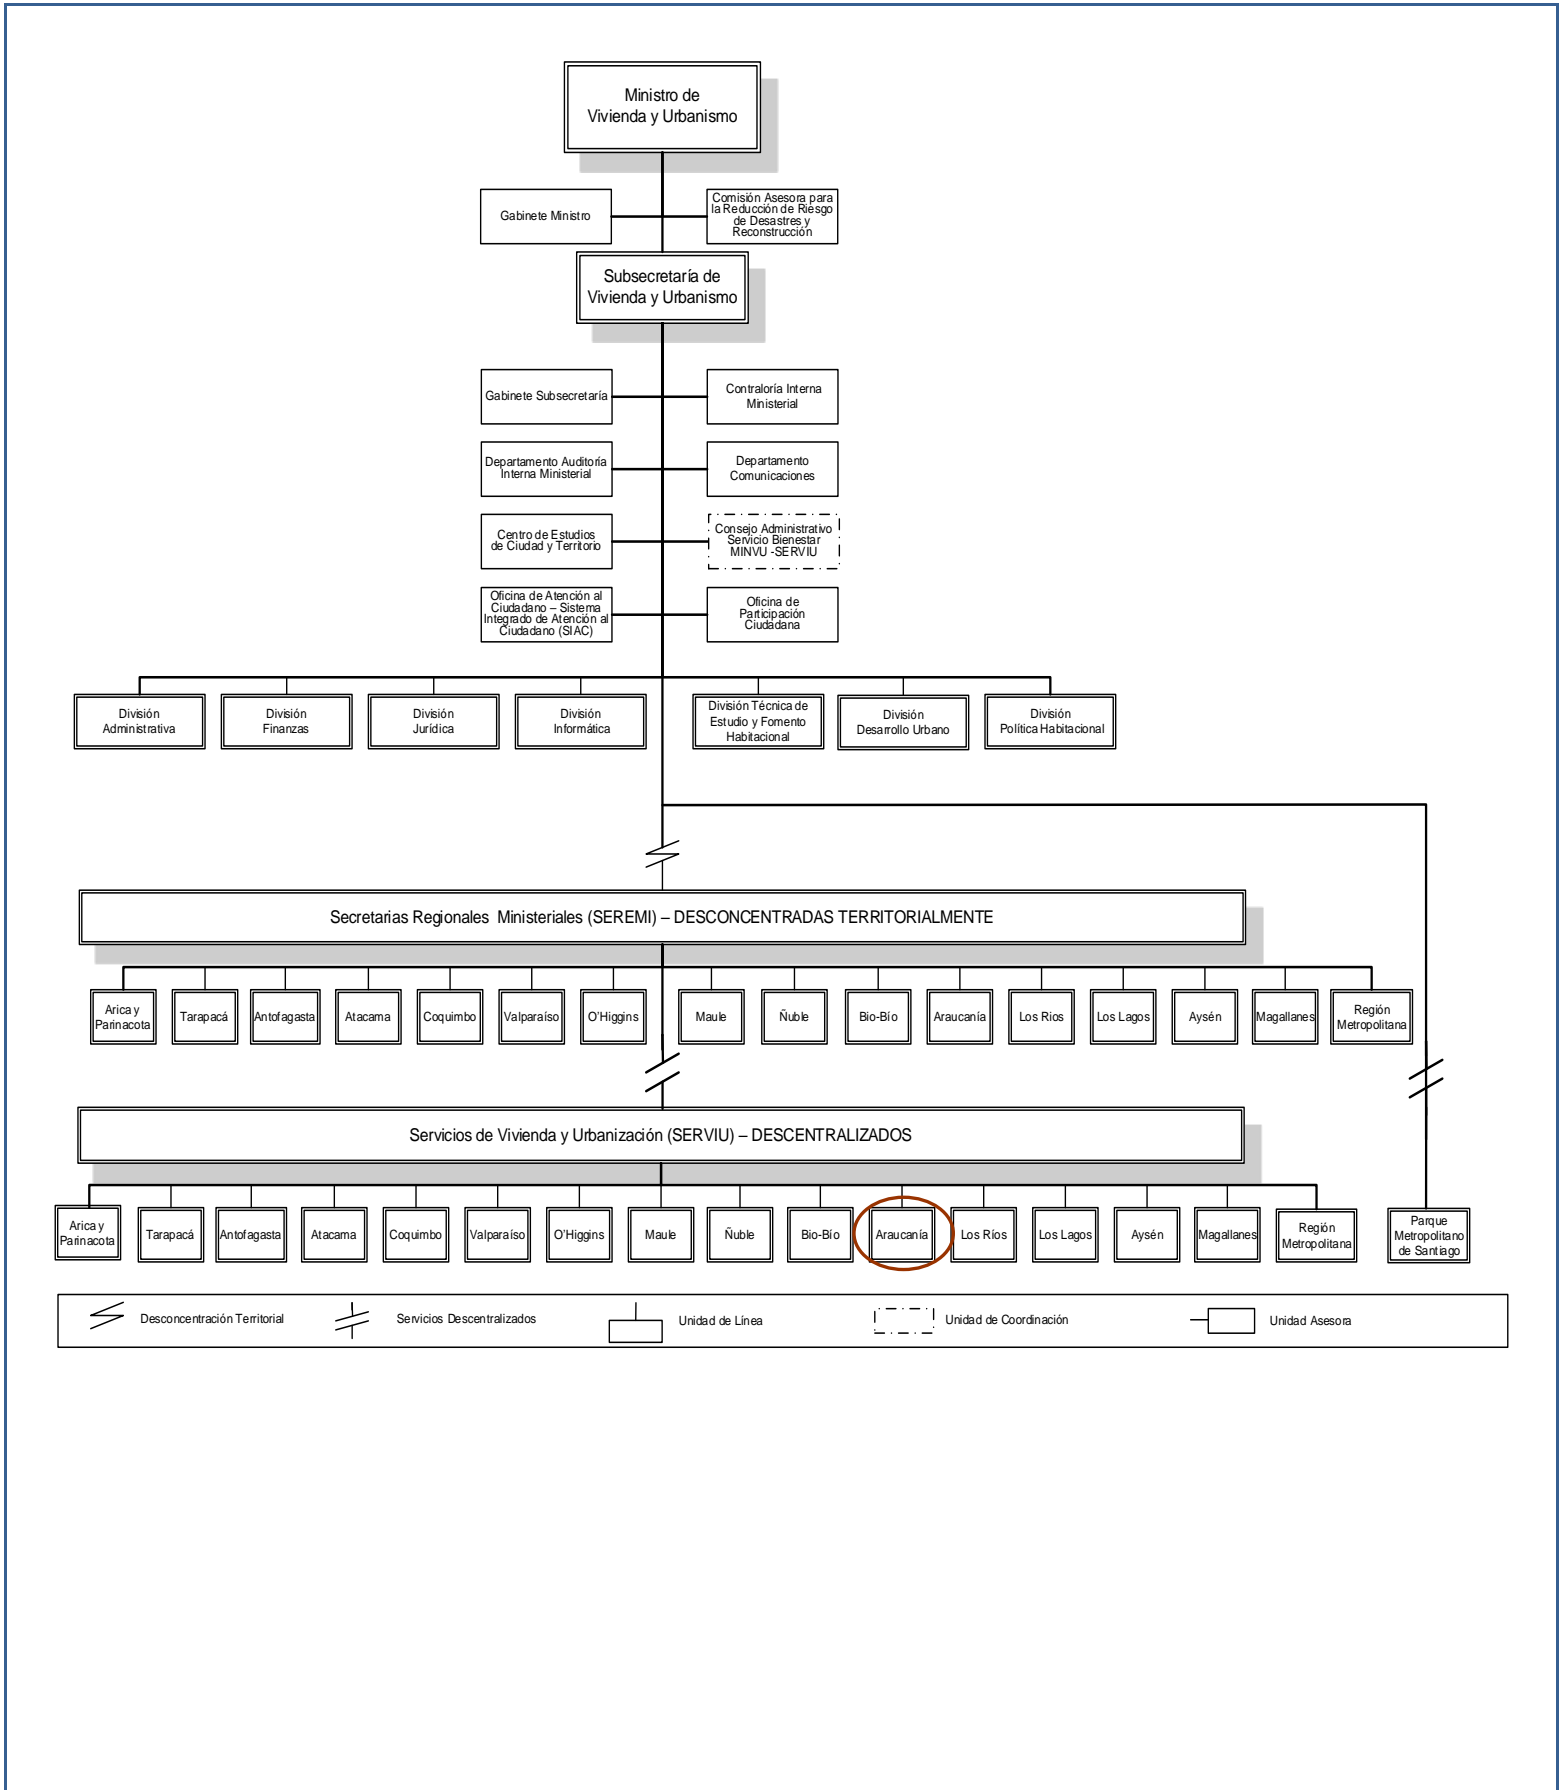 Ministro de
Vivienda y Urbanismo
Gabinete Ministro
Comisión Asesora para
la Reducción de Riesgo
de Desastres y
Reconstrucción
Subsecretaría de
Vivienda y Urbanismo
Gabinete Subsecretaría
Contraloría Interna
Ministerial
Departamento Auditoría
Interna Ministerial
Departamento
Comunicaciones
Centro de Estudios
de Ciudad y Territorio
Consejo Administrativo
Servicio Bienestar
MINVU -SERVIU
Oficina de Atención al
Ciudadano – Sistema
Integrado de Atención al
Ciudadano (SIAC)
Oficina de
Participación
Ciudadana
División
Administrativa
División
Finanzas
División
Jurídica
División
Informática
División Técnica de
Estudio y Fomento
Habitacional
División
Desarrollo Urbano
División
Política Habitacional
Secretarias Regionales  Ministeriales (SEREMI) – DESCONCENTRADAS TERRITORIALMENTE
Arica y
Parinacota
Tarapacá
Antofagasta
Atacama
Coquimbo
Valparaíso
O'Higgins
Maule
Ñuble
Bio-Bío
Araucanía
Los Rios
Los Lagos
Aysén
Magallanes
Región
Metropolitana
Servicios de Vivienda y Urbanización (SERVIU) – DESCENTRALIZADOS
Arica y
Parinacota
Tarapacá
Antofagasta
Atacama
Coquimbo
Valparaíso
O'Higgins
Maule
Ñuble
Bio-Bío
Araucanía
Los Ríos
Los Lagos
Aysén
Magallanes
Región
Metropolitana
Parque
Metropolitano
de Santiago
Desconcentración Territorial
Servicios Descentralizados
Unidad de Línea
Unidad de Coordinación
Unidad Asesora